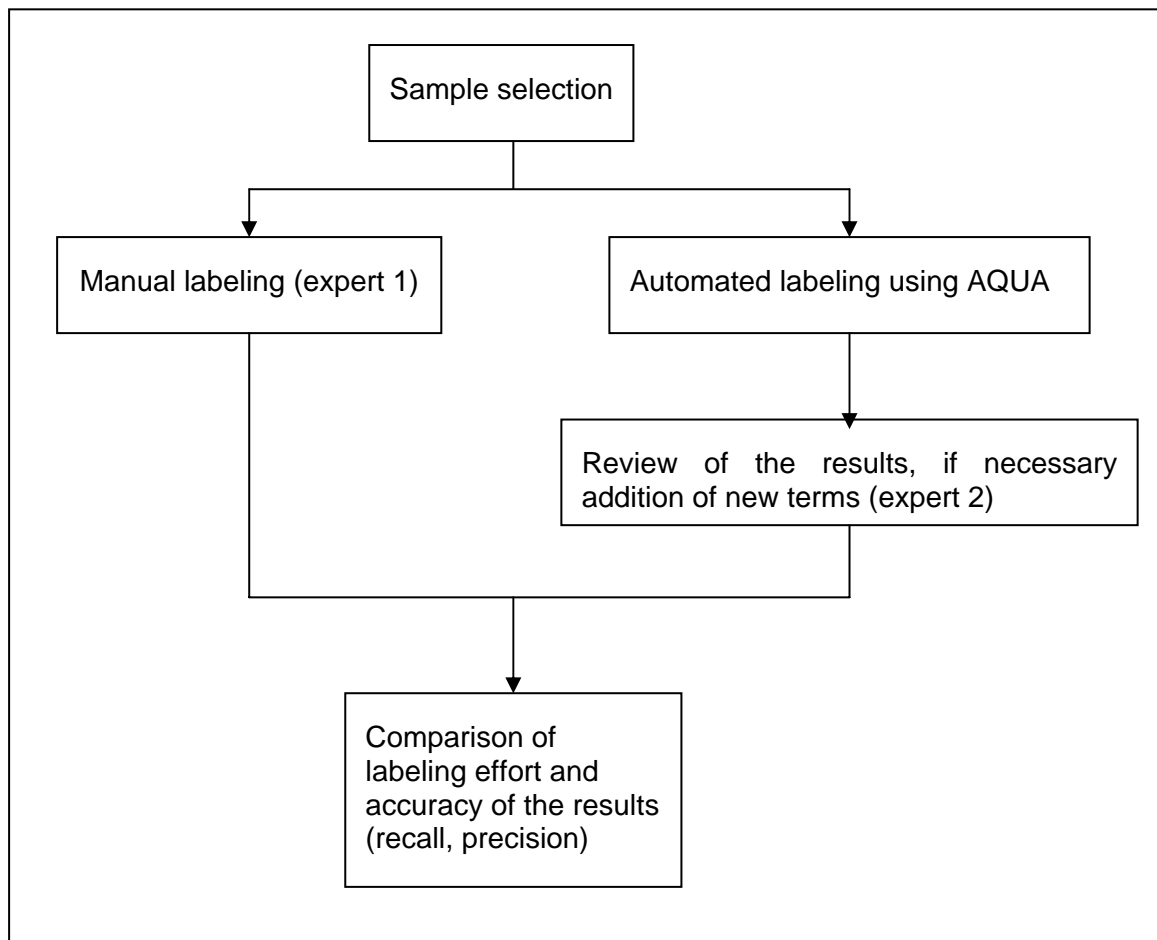 Sample selection
Manual labeling (expert 1)
Automated labeling using AQUA
Review of the results, if necessary
addition of new terms (expert 2)
Comparison of
labeling effort and
accuracy of the results
(recall, precision)